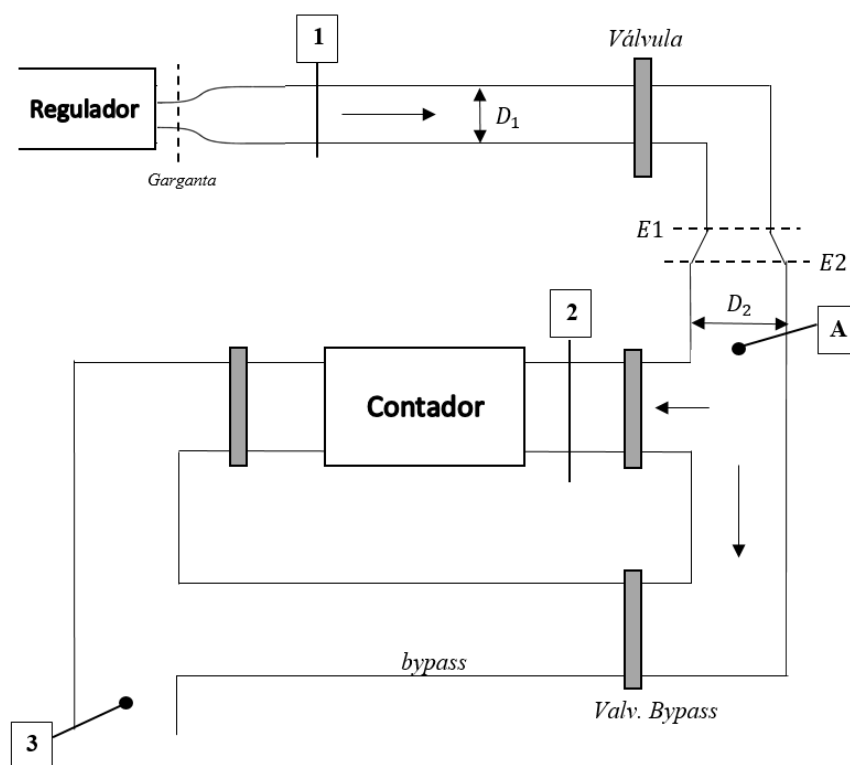 1
Válvula
Regulador
D₁
Garganta
E1
E2
2
D₂
A
Contador
bypass
Valv. Bypass
3